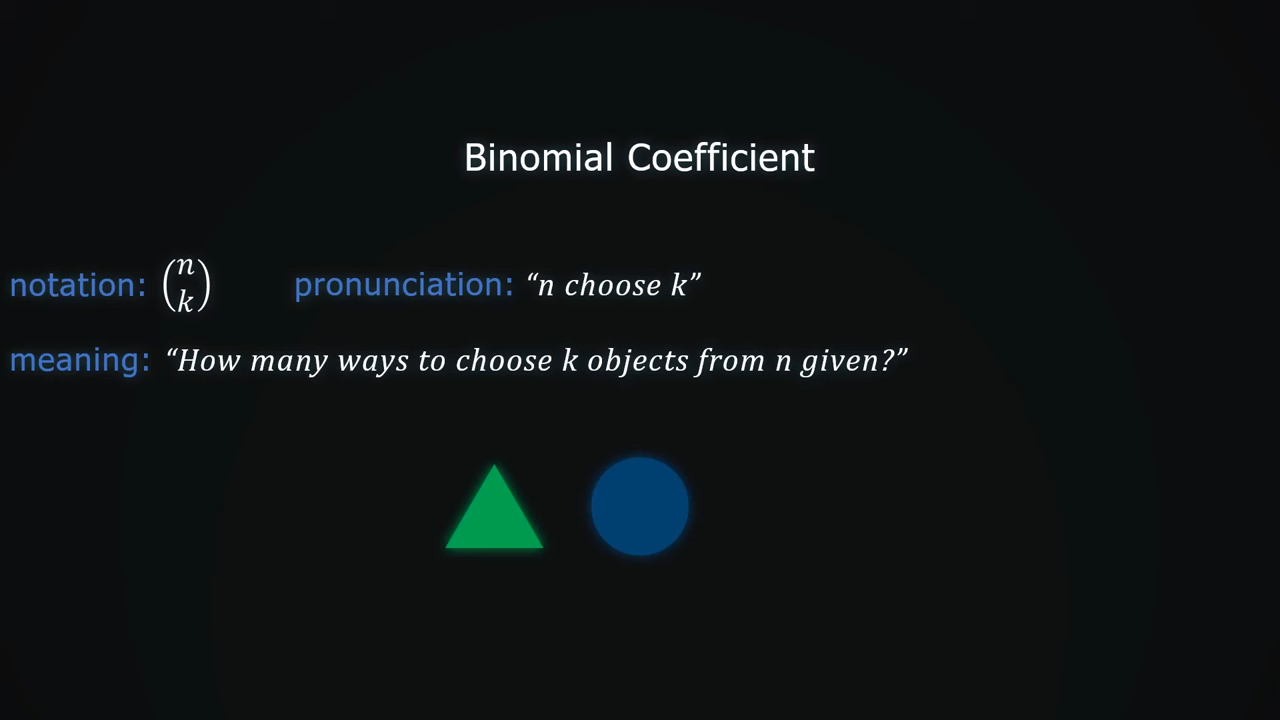 Binomial Coefficient
notation: (n k) pronunciation: “n choose k”
meaning: “How many ways to choose k objects from n given?”